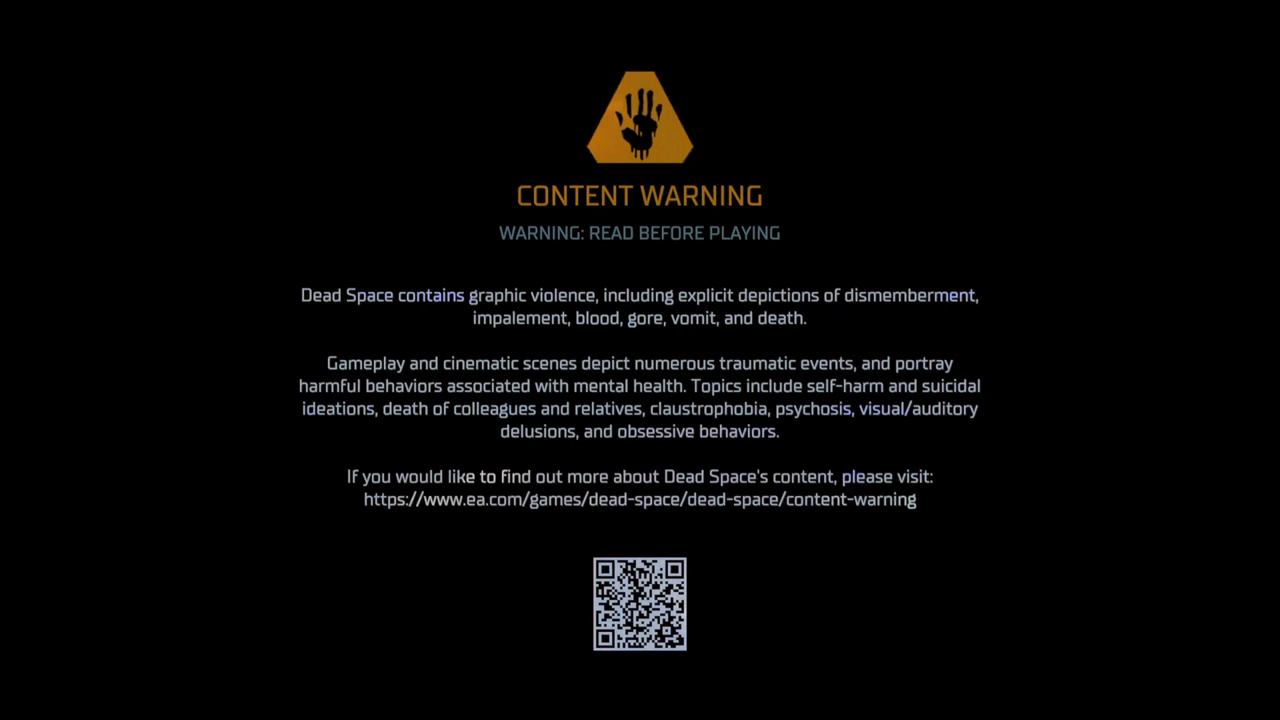 CONTENT WARNING
WARNING: READ BEFORE PLAYING
Dead Space contains graphic violence, including explicit depictions of dismemberment,
impalement, blood, gore, vomit, and death.
Gameplay and cinematic scenes depict numerous traumatic events, and portray
harmful behaviors associated with mental health. Topics include self-harm and suicidal
ideations, death of colleagues and relatives, claustrophobia, psychosis, visual/auditory
delusions, and obsessive behaviors.
If you would like to find out more about Dead Space's content, please visit:
https://www.ea.com/games/dead-space/dead-space/content-warning